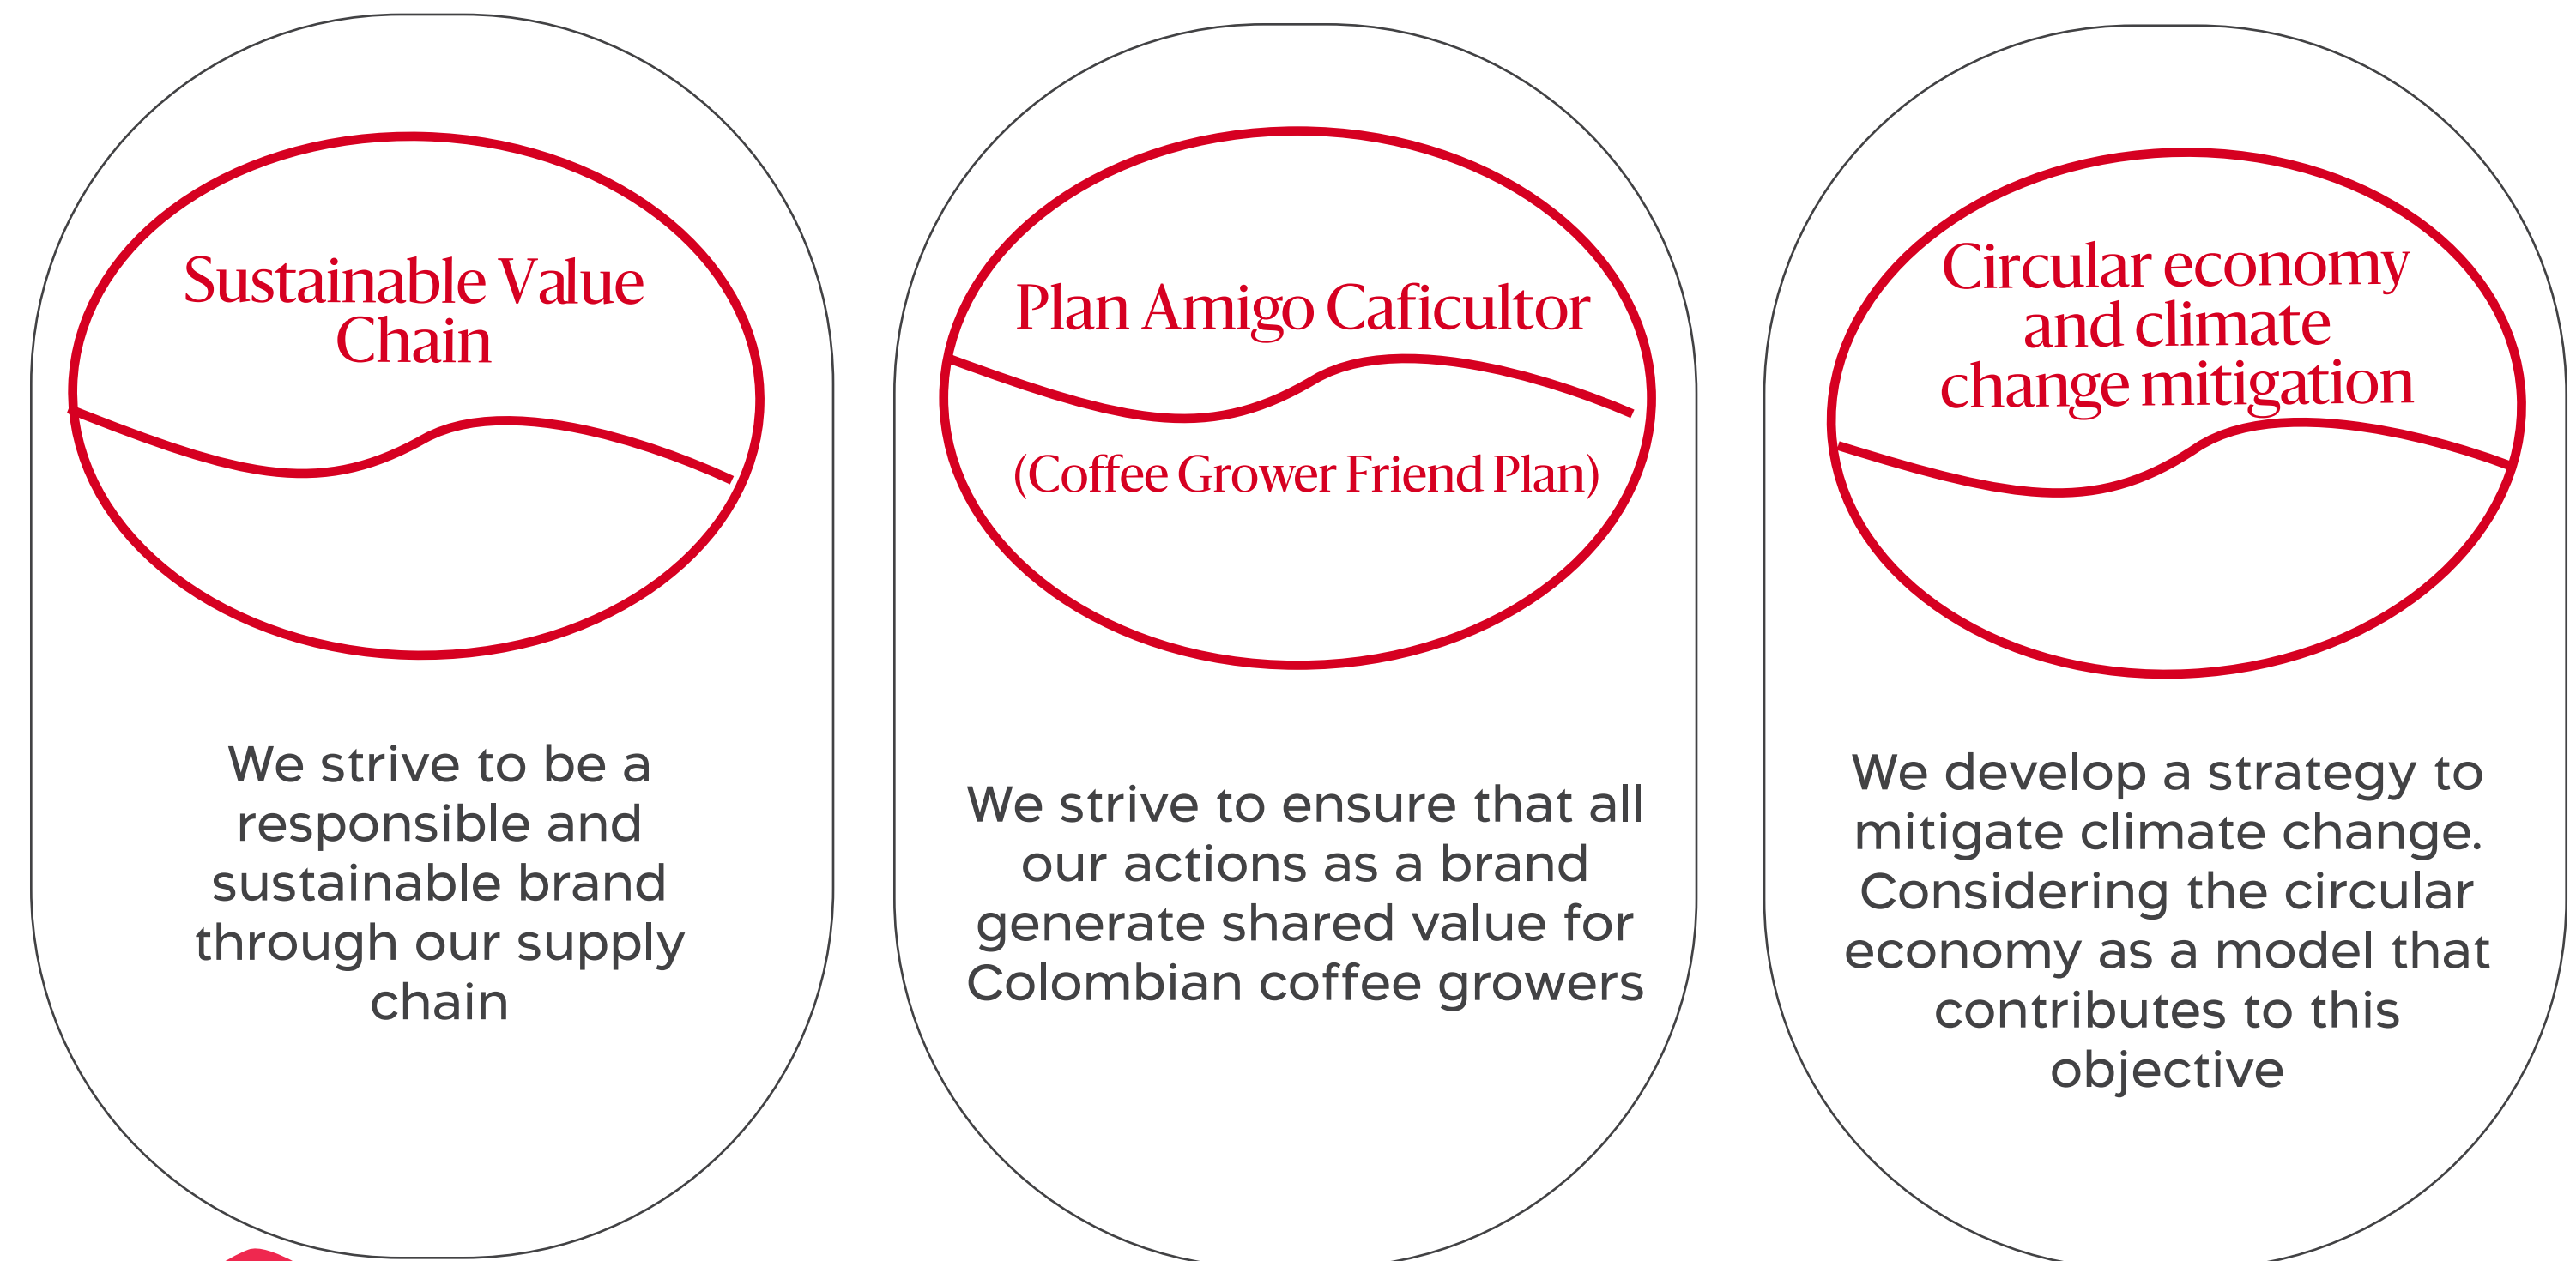 Sustainable Value
Chain
We strive to be a
responsible and
sustainable brand
through our supply
chain
Plan Amigo Caficultor
(Coffee Grower Friend Plan)
We strive to ensure that all
our actions as a brand
generate shared value for
Colombian coffee growers
Circular economy
and climate
change mitigation
We develop a strategy to
mitigate climate change.
Considering the circular
economy as a model that
contributes to this
objective